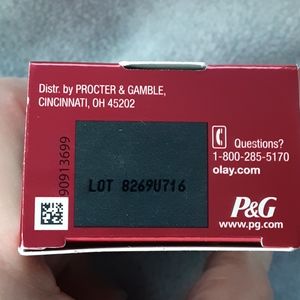 Distr. by PROCTER & GAMBLE,
CINCINNATI, OH 45202
Questions?
1-800-285-5170
olay.com
90913699
LOT 8269U716
P&G
www.pg.com